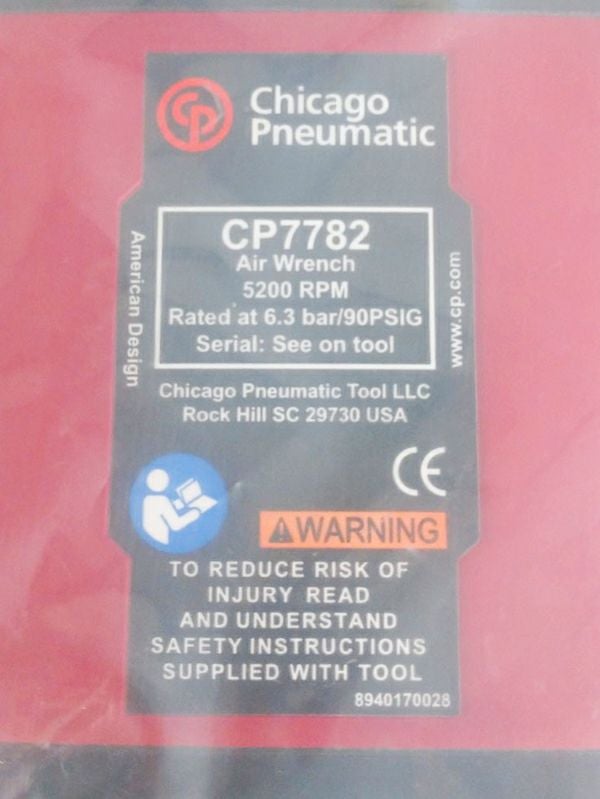 CP
Chicago
Pneumatic
CP7782
Air Wrench
5200 RPM
Rated at 6.3 bar/90PSIG
Serial: See on tool
American Design
www.cp.com
Chicago Pneumatic Tool LLC
Rock Hill SC 29730 USA
CE
WARNING
TO REDUCE RISK OF
INJURY READ
AND UNDERSTAND
SAFETY INSTRUCTIONS
SUPPLIED WITH TOOL
8940170028